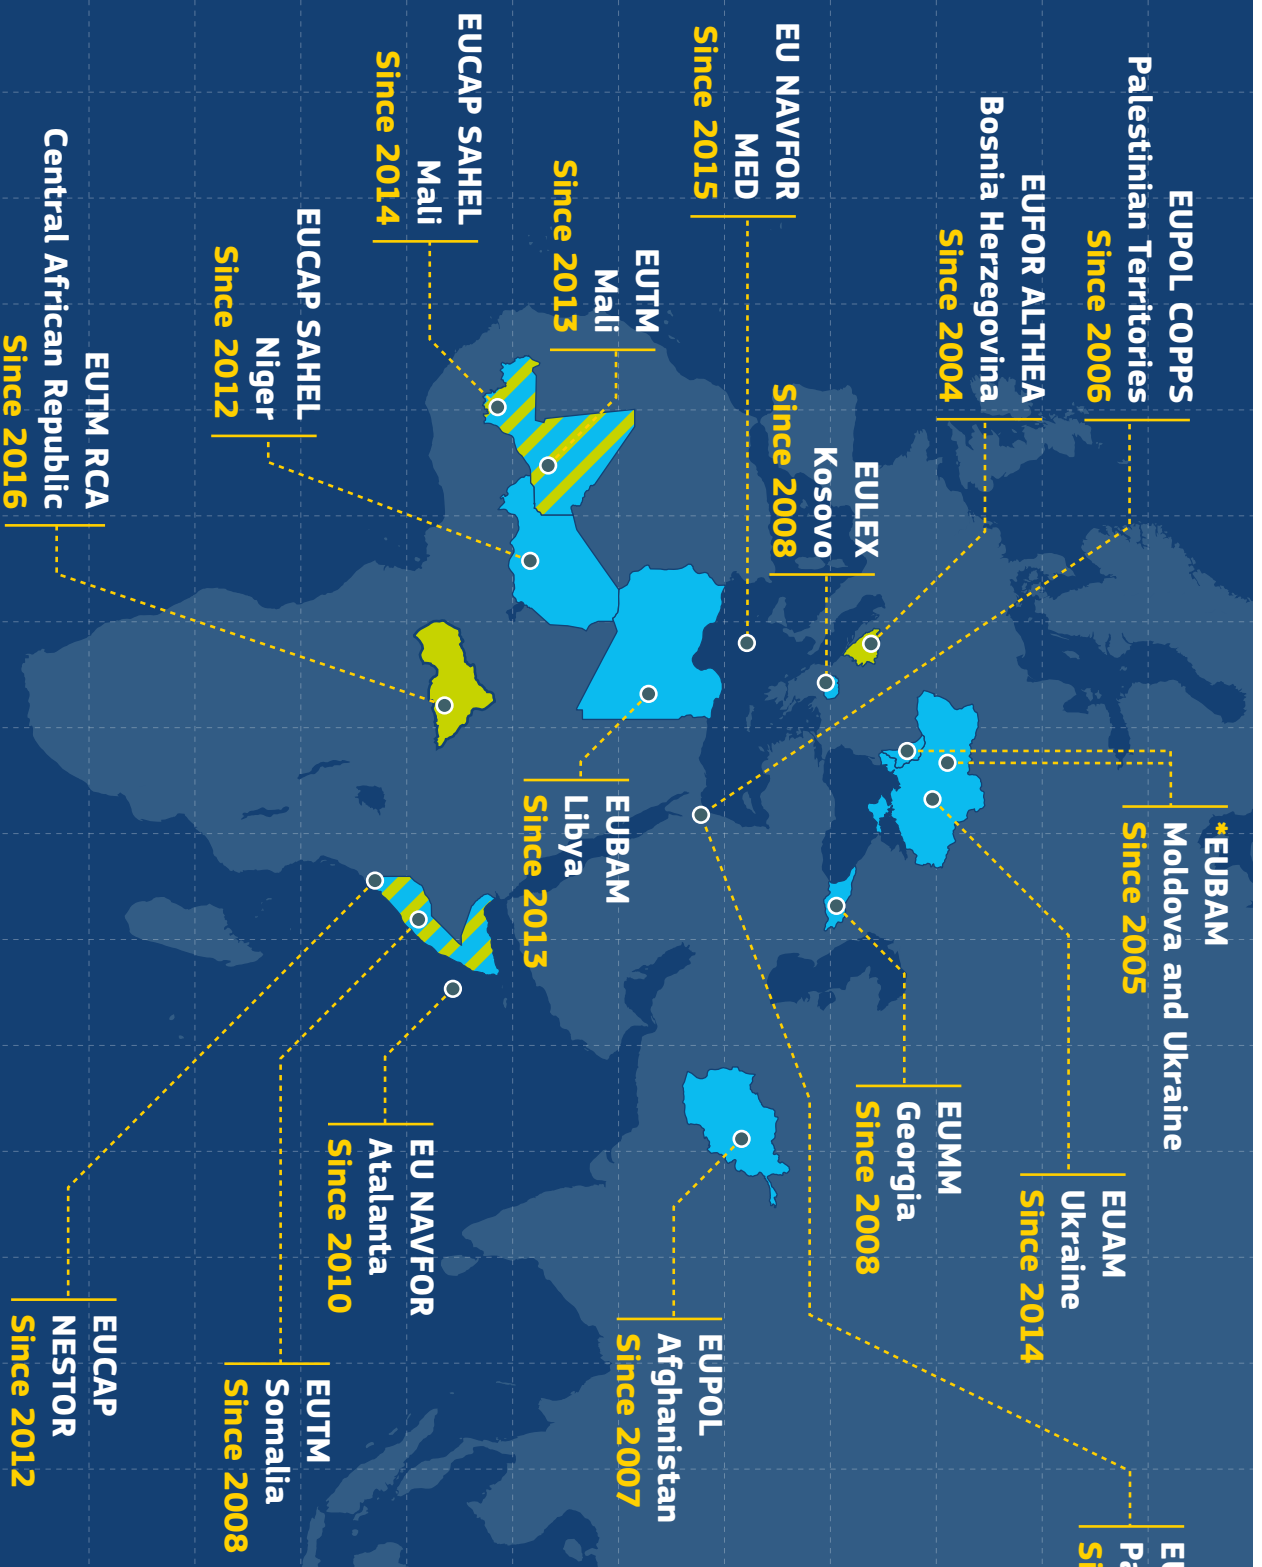 EUPOL COPPS
Palestinian Territories
Since 2006
EUFOR ALTHEA
Bosnia Herzegovina
Since 2004
EULEX
Kosovo
Since 2008
EU NAVFOR
MED
Since 2015
EUTM
Mali
Since 2013
EUCAP SAHEL
Mali
Since 2014
EUCAP SAHEL
Niger
Since 2012
EUTM RCA
Central African Republic
Since 2016
*EUBAM
Moldova and Ukraine
Since 2005
EUAM
Ukraine
Since 2014
EUMM
Georgia
Since 2008
EUBAM
Libya
Since 2013
EUPOL
Afghanistan
Since 2007
EU NAVFOR
Atalanta
Since 2010
EUTM
Somalia
Since 2008
EUCAP
NESTOR
Since 2012